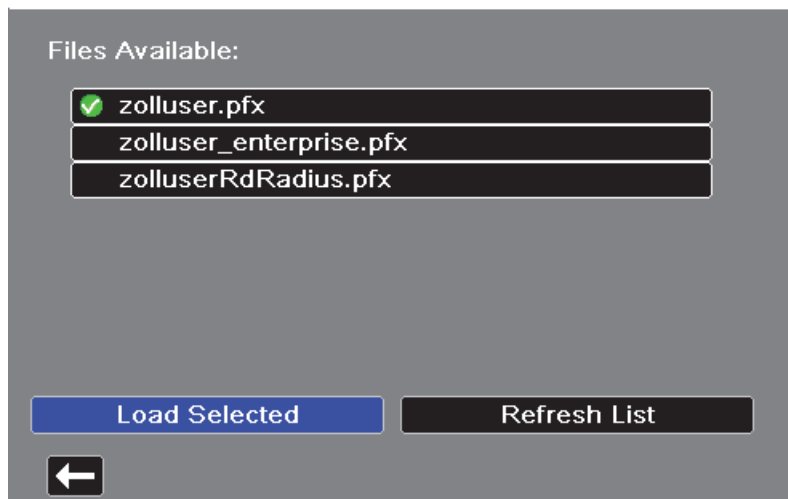 Files Available:
zolluser.pfx
zolluser_enterprise.pfx
zolluserRdRadius.pfx
Load Selected
Refresh List